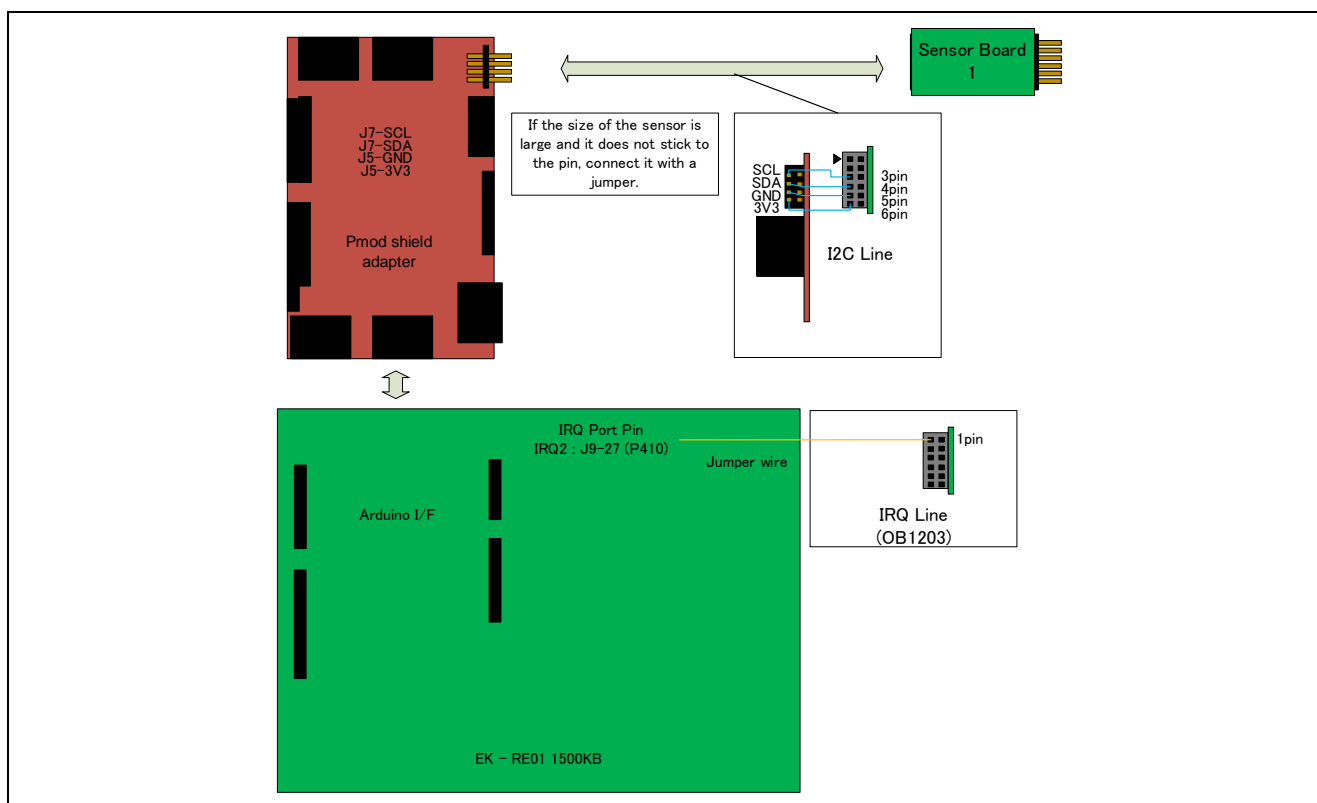 Sensor Board
1
J7-SCL
J7-SDA
J5-GND
J5-3V3
Pmod shield
adapter
If the size of the sensor is
large and it does not stick to
the pin, connect it with a
jumper.
SCL
SDA
GND
3V3
3pin
4pin
5pin
6pin
I2C Line
IRQ Port Pin
IRQ2 : J9-27 (P410)
Jumper wire
1pin
IRQ Line
(OB1203)
Arduino I/F
EK - RE01 1500KB